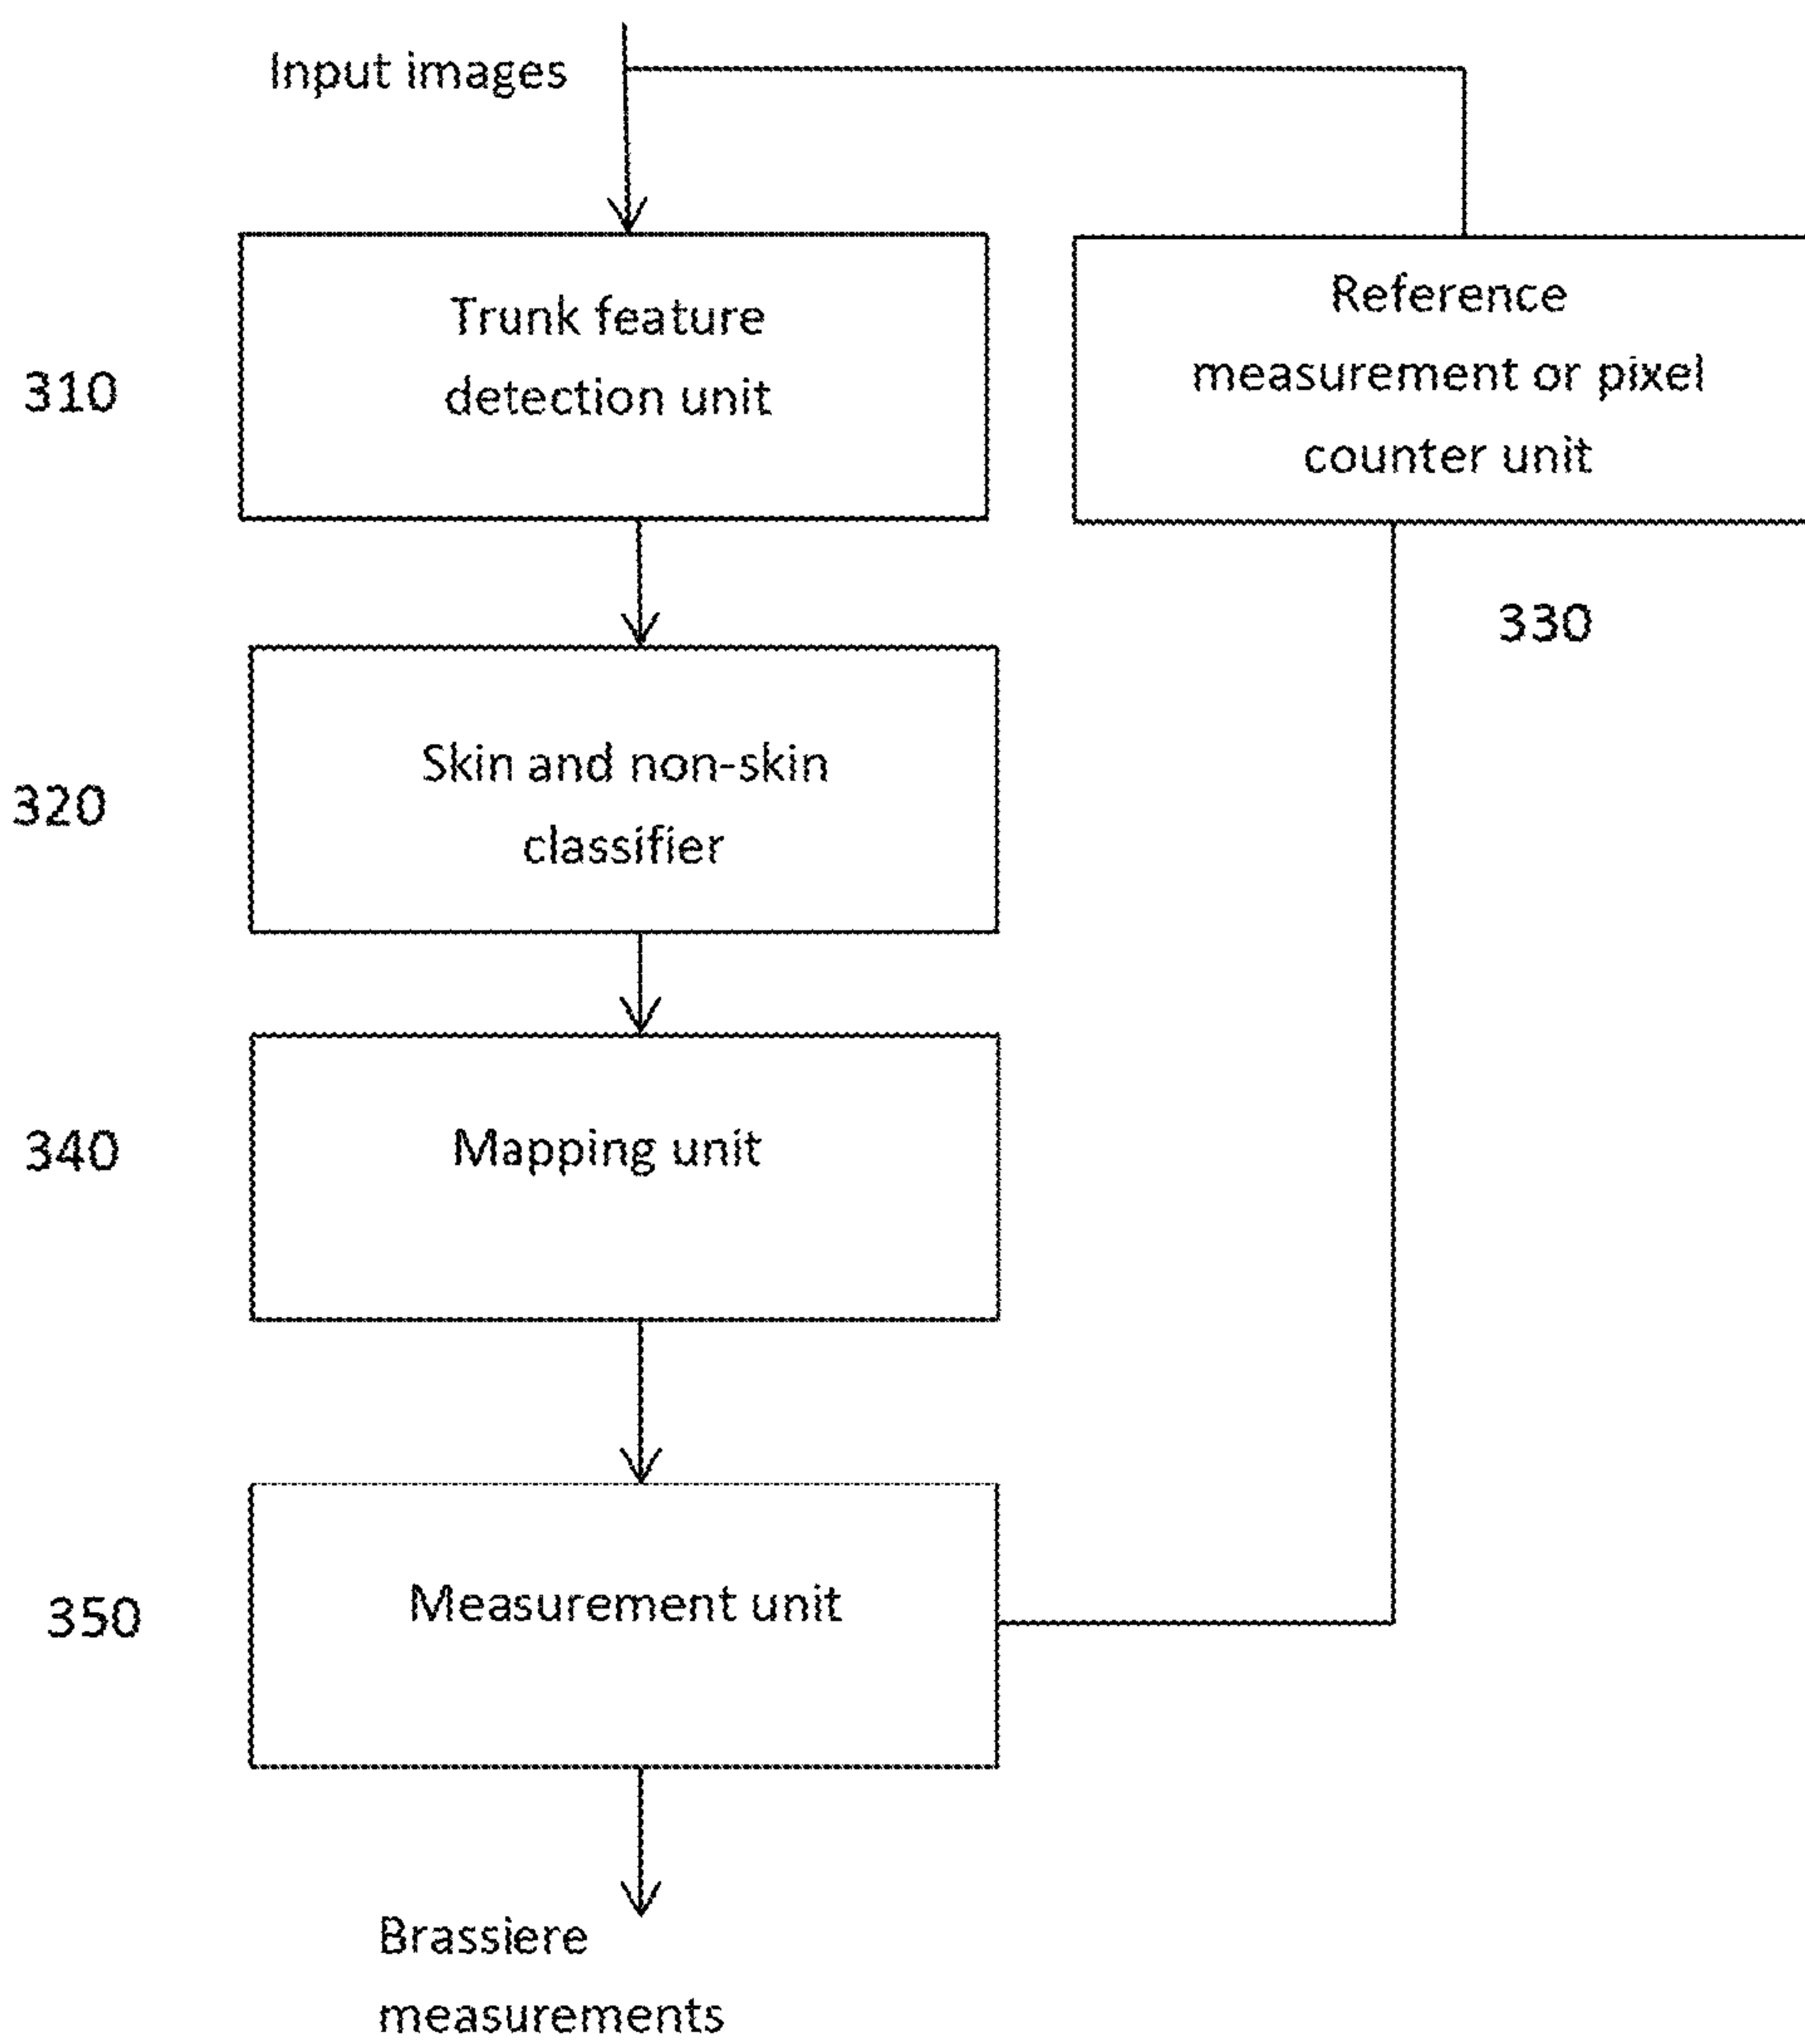 Input images
Trunk feature
detection unit
310
Reference
measurement or pixel
counter unit
330
Skin and non-skin
classifier
320
Mapping unit
340
Measurement unit
350
Brassiere
measurements